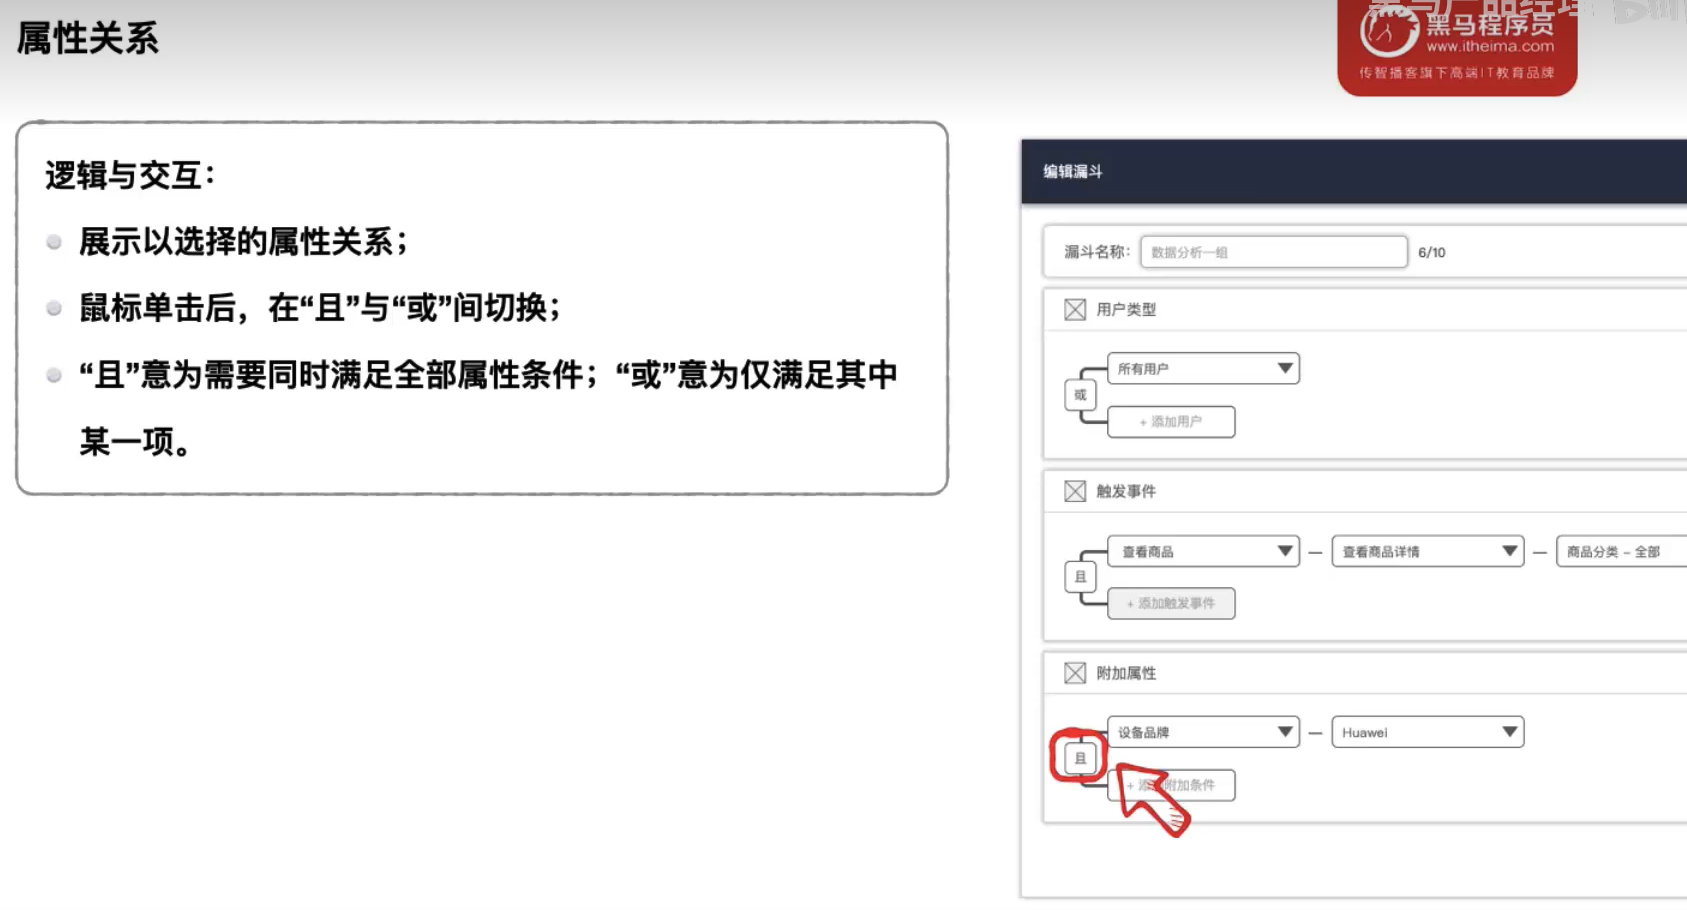 属性关系
黑马程序员
www.itheima.com
传智播客旗下高端IT教育品牌
逻辑与交互：
展示以选择的属性关系；
鼠标单击后，在“且”与“或”间切换；
“且”意为需要同时满足全部属性条件；“或”意为仅满足其中
某一项。
编辑漏斗
漏斗名称： 数据分析一组 6/10
用户类型
所有用户
或
+ 添加用户
触发事件
查看商品 — 查看商品详情 — 商品分类 – 全部
且
+ 添加触发事件
附加属性
设备品牌 — Huawei
且
+ 添加附加条件